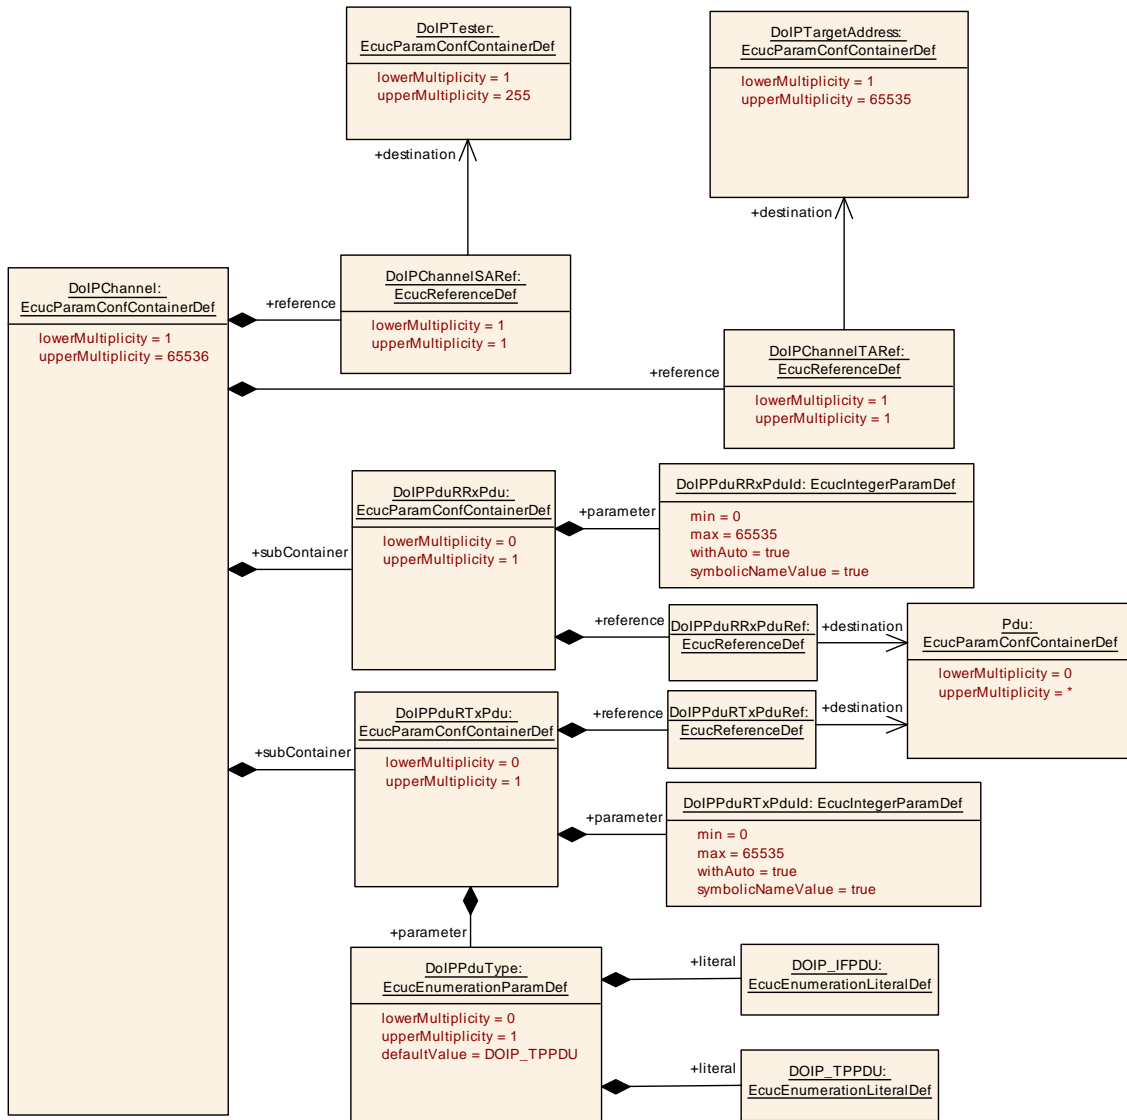 DoIPTester:
EcucParamConfContainerDef
lowerMultiplicity = 1
upperMultiplicity = 255
DoIPTargetAddress:
EcucParamConfContainerDef
lowerMultiplicity = 1
upperMultiplicity = 65535
+destination
+destination
DoIPChannel:
EcucParamConfContainerDef
lowerMultiplicity = 1
upperMultiplicity = 65536
+reference
DoIPChannelSARef:
EcucReferenceDef
lowerMultiplicity = 1
upperMultiplicity = 1
+reference
DoIPChannelTARef:
EcucReferenceDef
lowerMultiplicity = 1
upperMultiplicity = 1
+subContainer
DoIPPduRRxPdu:
EcucParamConfContainerDef
lowerMultiplicity = 0
upperMultiplicity = 1
+parameter
DoIPPduRRxPduId: EcucIntegerParamDef
min = 0
max = 65535
withAuto = true
symbolicNameValue = true
+reference
DoIPPduRRxPduRef:
EcucReferenceDef
+destination
Pdu:
EcucParamConfContainerDef
lowerMultiplicity = 0
upperMultiplicity = *
+subContainer
DoIPPduRTxPdu:
EcucParamConfContainerDef
lowerMultiplicity = 0
upperMultiplicity = 1
+reference
DoIPPduRTxPduRef:
EcucReferenceDef
+destination
+parameter
DoIPPduRTxPduId: EcucIntegerParamDef
min = 0
max = 65535
withAuto = true
symbolicNameValue = true
+parameter
DoIPPduType:
EcucEnumerationParamDef
lowerMultiplicity = 0
upperMultiplicity = 1
defaultValue = DOIP_TPPDU
+literal
DOIP_IFPDU:
EcucEnumerationLiteralDef
+literal
DOIP_TPPDU:
EcucEnumerationLiteralDef